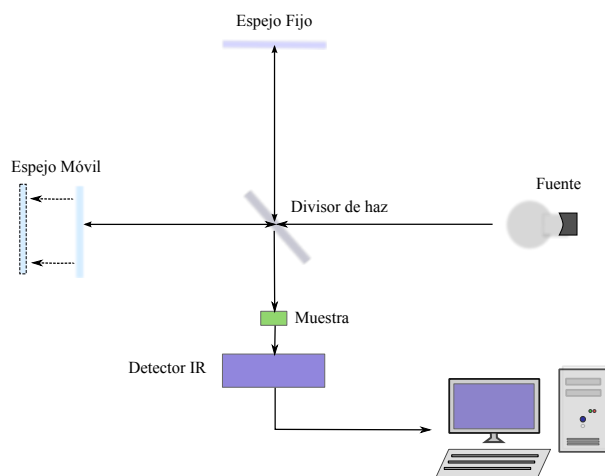 Espejo Fijo
Espejo Móvil
Fuente
Divisor de haz
Muestra
Detector IR